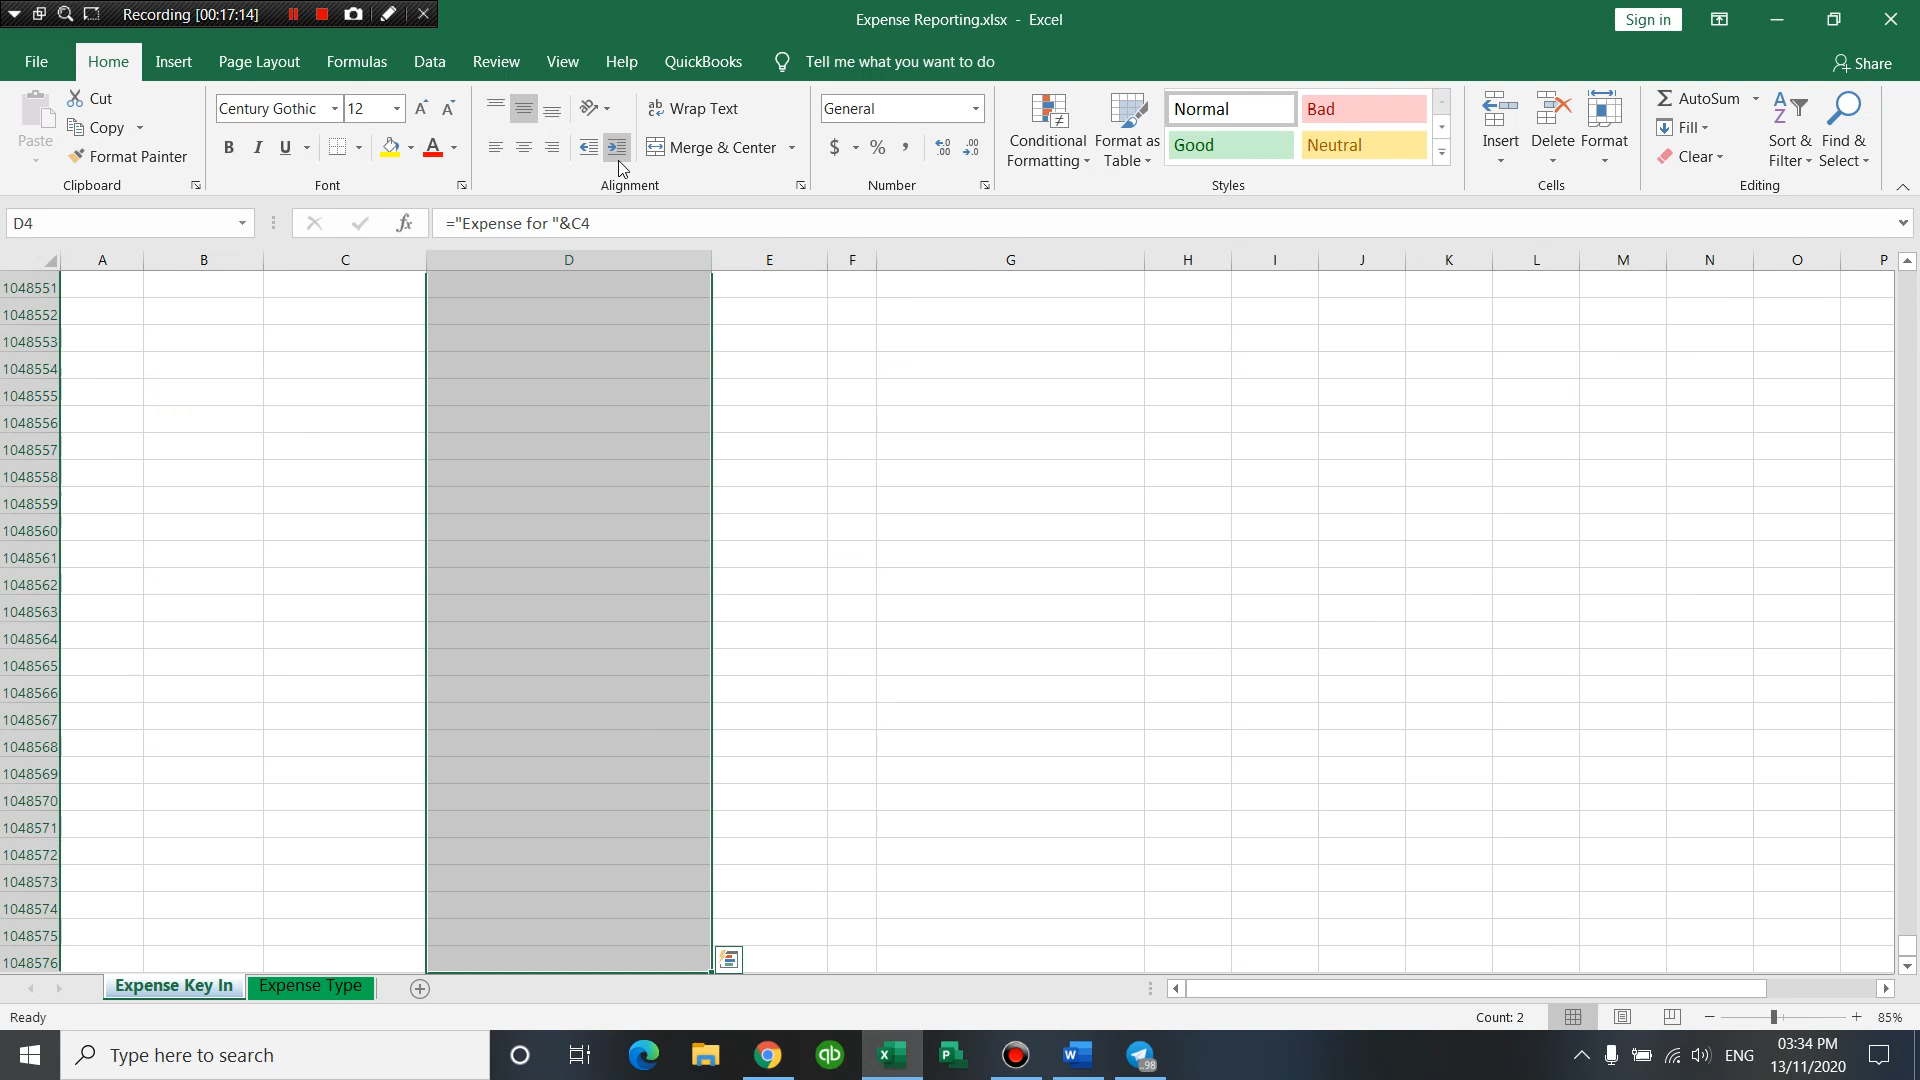 Recording [00:17:14]
Expense Reporting.xlsx - Excel
Sign in
File Home Insert Page Layout Formulas Data Review View Help QuickBooks Tell me what you want to do Share
Paste
Cut
Copy
Format Painter
Clipboard
Century Gothic 12
B I U A
Font
Wrap Text
Merge & Center
Alignment
General
$ % ,
Number
Conditional Formatting
Format as Table
Normal Bad
Good Neutral
Styles
Insert Delete Format
Cells
AutoSum
Fill
Clear
Sort & Filter
Find & Select
Editing
D4 fx ="Expense for "&C4
A B C D E F G H I J K L M N O P
1048551
1048552
1048553
1048554
1048555
1048556
1048557
1048558
1048559
1048560
1048561
1048562
1048563
1048564
1048565
1048566
1048567
1048568
1048569
1048570
1048571
1048572
1048573
1048574
1048575
1048576
Expense Key In Expense Type
Ready Count: 2 85%
Type here to search
qb X P W 98
ENG
03:34 PM
13/11/2020